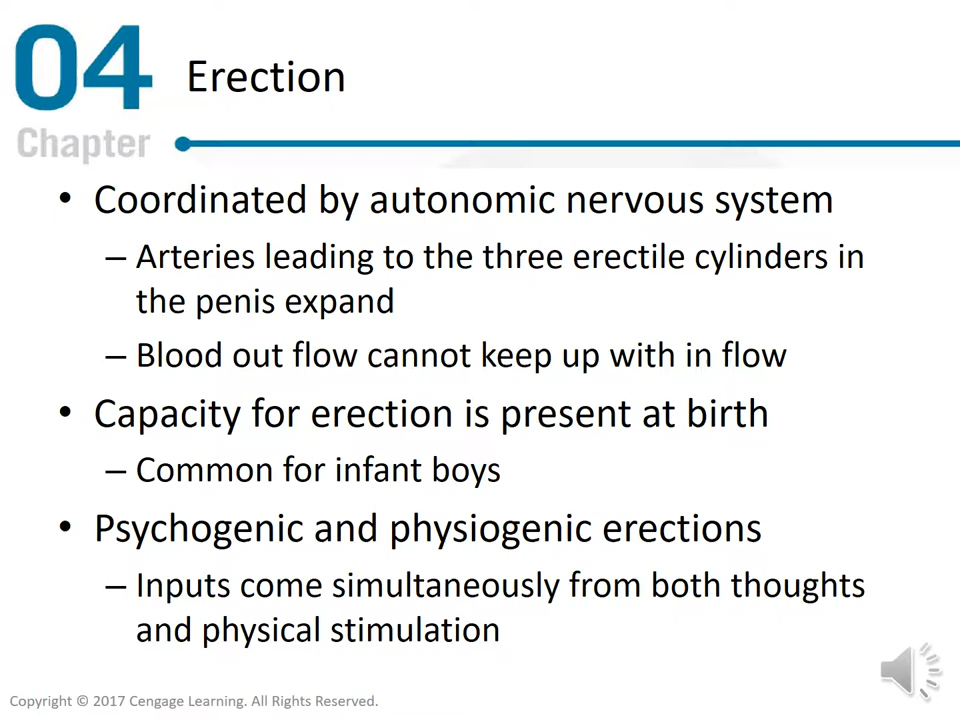 04
Chapter
Erection
• Coordinated by autonomic nervous system
– Arteries leading to the three erectile cylinders in
the penis expand
– Blood out flow cannot keep up with in flow
• Capacity for erection is present at birth
– Common for infant boys
• Psychogenic and physiogenic erections
– Inputs come simultaneously from both thoughts
and physical stimulation
Copyright © 2017 Cengage Learning. All Rights Reserved.